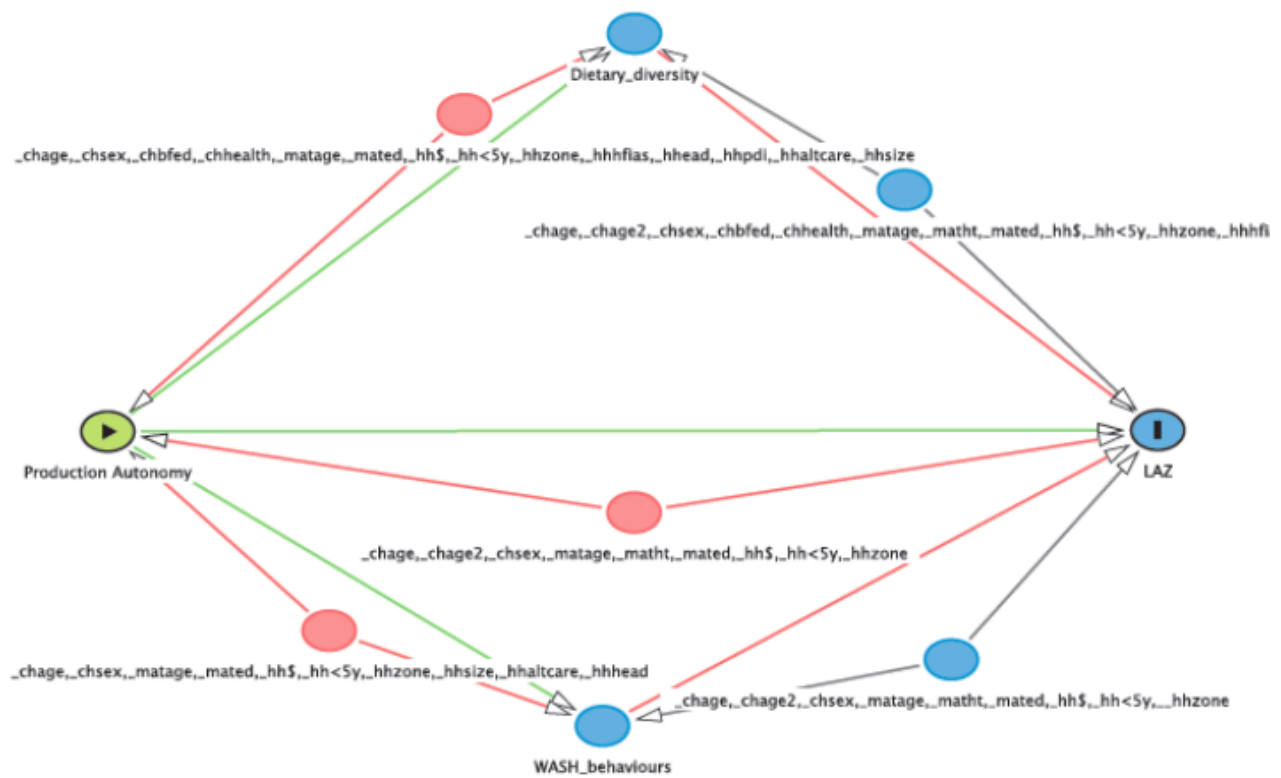 Dietary_diversity
_chage,_chsex,_chbfed,_chhealth,_matage,_mated,_hh$,_hh<5y,_hhzone,_hhhfias,_hhead,_hhpdi,_hhaltcare,_hhsize
_chage,_chage2,_chsex,_chbfed,_chhealth,_matage,_matht,_mated,_hh$,_hh<5y,_hhzone,_hhhfi
Production Autonomy
LAZ
_chage,_chage2,_chsex,_matage,_matht,_mated,_hh$,_hh<5y,_hhzone
_chage,_chsex,_matage,_mated,_hh$,_hh<5y,_hhzone,_hhsize,_hhaltcare,_hhhead
_chage,_chage2,_chsex,_matage,_matht,_mated,_hh$,_hh<5y,__hhzone
WASH_behaviours